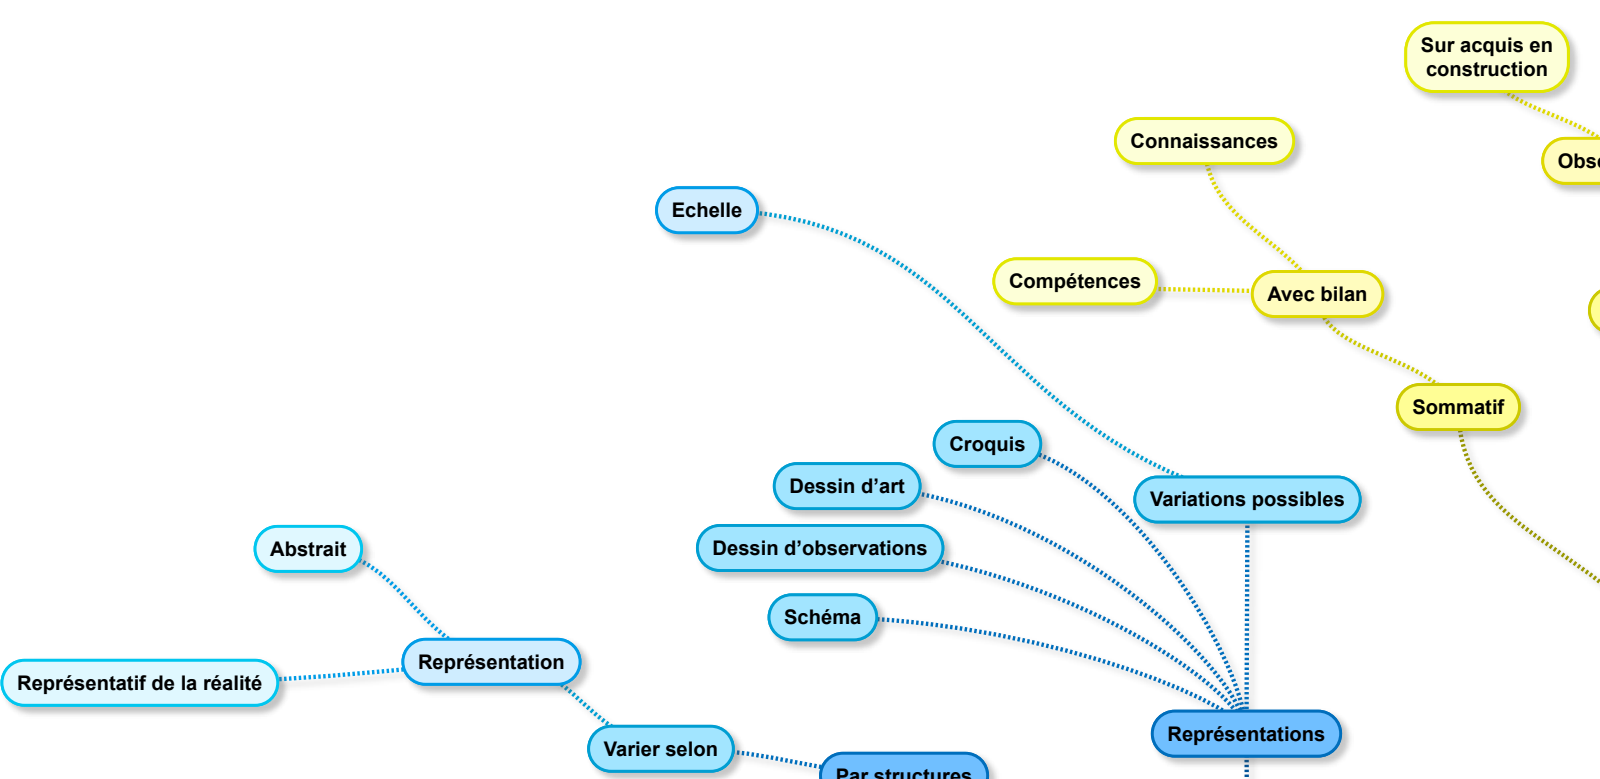 Sur acquis en
construction
Connaissances
Echelle
Compétences
Avec bilan
Sommatif
Croquis
Dessin d’art
Variations possibles
Dessin d’observations
Abstrait
Schéma
Représentation
Représentatif de la réalité
Représentations
Varier selon
Par structures